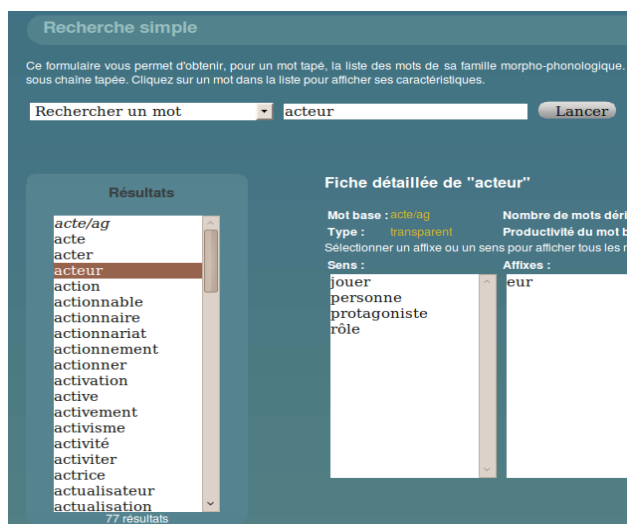 Recherche simple
Ce formulaire vous permet d'obtenir, pour un mot tapé, la liste des mots de sa famille morpho-phonologique.
sous chaîne tapée. Cliquez sur un mot dans la liste pour afficher ses caractéristiques.
Rechercher un mot acteur Lancer
Résultats
acte/ag
acte
acter
acteur
action
actionnable
actionnaire
actionnariat
actionnement
actionner
activation
active
activement
activisme
activité
activiter
actrice
actualisateur
actualisation
77 résultats
Fiche détaillée de "acteur"
Mot base : acte/ag Nombre de mots déri
Type : transparent Productivité du mot b
Sélectionner un affixe ou un sens pour afficher tous les
Sens : Affixes :
jouer eur
personne
protagoniste
rôle